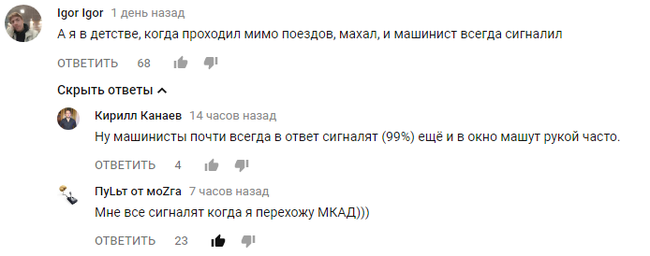 Igor Igor 1 день назад
А я в детстве, когда проходил мимо поездов, махал, и машинист всегда сигналил
ОТВЕТИТЬ 68
Скрыть ответы
Кирилл Канаев 14 часов назад
Ну машинисты почти всегда в ответ сигналят (99%) ещё и в окно машут рукой часто.
ОТВЕТИТЬ 4
ПуLьт от моZга 7 часов назад
Мне все сигналят когда я перехожу МКАД)))
ОТВЕТИТЬ 23